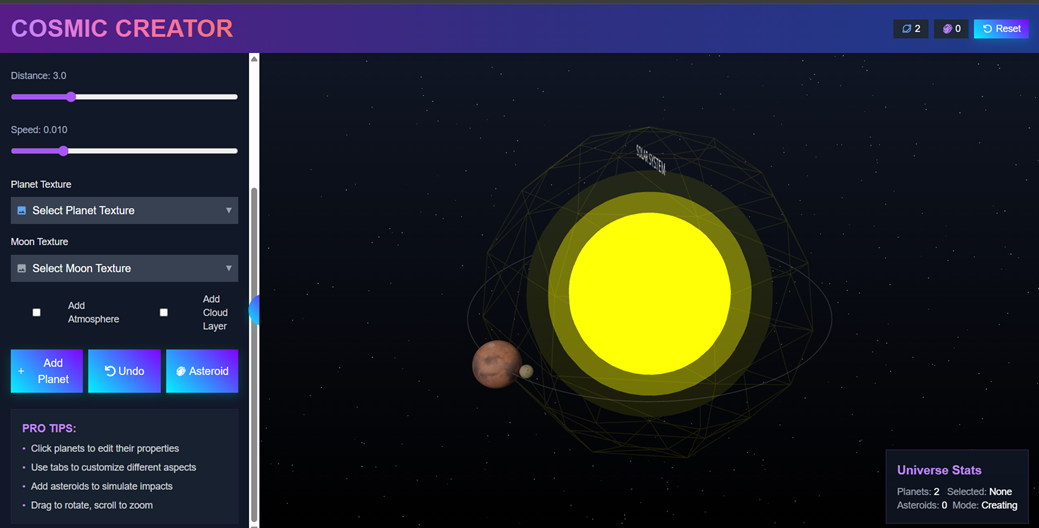 COSMIC CREATOR
2
0
Reset
Distance: 3.0
Speed: 0.010
Planet Texture
Select Planet Texture
Moon Texture
Select Moon Texture
Add
Atmosphere
Add
Cloud
Layer
+ Add
Planet
Undo
Asteroid
PRO TIPS:
• Click planets to edit their properties
• Use tabs to customize different aspects
• Add asteroids to simulate impacts
• Drag to rotate, scroll to zoom
SOLAR SYSTEM
Universe Stats
Planets: 2 Selected: None
Asteroids: 0 Mode: Creating